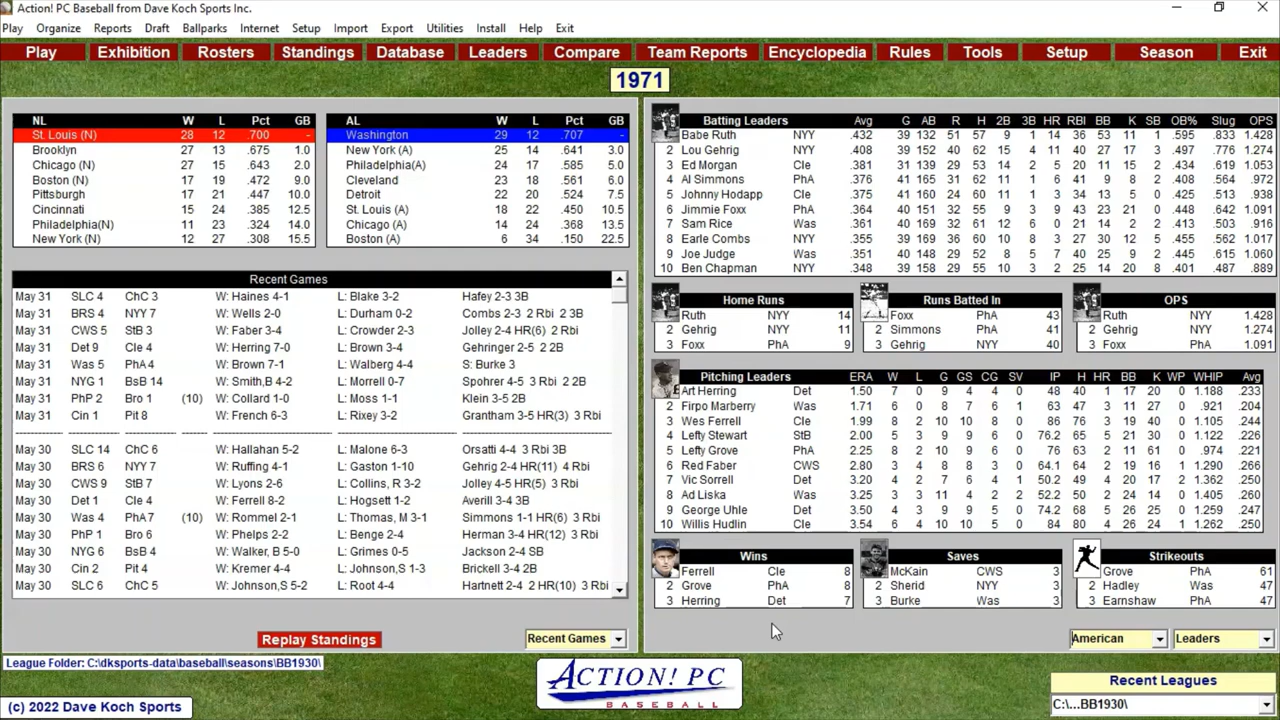 Action! PC Baseball from Dave Koch Sports Inc.
Play Organize Reports Draft Ballparks Internet Setup Import Export Utilities Install Help Exit
Play Exhibition Rosters Standings Database Leaders Compare Team Reports Encyclopedia Rules Tools Setup Season Exit
1971
NL W L Pct GB
St. Louis (N) 28 12 .700 -
Brooklyn 27 13 .675 1.0
Chicago (N) 27 15 .643 2.0
Boston (N) 17 19 .472 9.0
Pittsburgh 17 21 .447 10.0
Cincinnati 15 24 .385 12.5
Philadelphia(N) 11 23 .324 14.0
New York (N) 12 27 .308 15.5
AL W L Pct GB
Washington 29 12 .707 -
New York (A) 25 14 .641 3.0
Philadelphia(A) 24 17 .585 5.0
Cleveland 23 18 .561 6.0
Detroit 22 20 .524 7.5
St. Louis (A) 18 22 .450 10.5
Chicago (A) 14 24 .368 13.5
Boston (A) 6 34 .150 22.5
Recent Games
May 31 SLC 4 ChC 3 W: Haines 4-1 L: Blake 3-2 Hafey 2-3 3B
May 31 BRS 4 NYY 7 W: Wells 2-0 L: Durham 0-2 Combs 2-3 2 Rbi 2B
May 31 CWS 5 StB 3 W: Faber 3-4 L: Crowder 2-3 Jolley 2-4 HR(6) 2 Rbi
May 31 Det 9 Cle 4 W: Herring 7-0 L: Brown 3-4 Gehringer 2-5 2 2B
May 31 Was 5 PhA 4 W: Brown 7-1 L: Walberg 4-4 S: Burke 3
May 31 NYG 1 BsB 14 W: Smith,B 4-2 L: Morrell 0-7 Spohrer 4-5 3 Rbi 2 2B
May 31 PhP 2 Bro 1 (10) W: Collard 1-0 L: Moss 1-1 Klein 3-5 2B
May 31 Cin 1 Pit 8 W: French 6-3 L: Rixey 3-2 Grantham 3-5 HR(3) 3 Rbi
May 30 SLC 14 ChC 6 W: Hallahan 5-2 L: Malone 6-3 Orsatti 4-4 3B
May 30 BRS 6 NYY 7 W: Ruffing 4-1 L: Gaston 1-10 Gehrig 2-4 HR(11) 4 Rbi
May 30 CWS 9 StB 7 W: Lyons 2-6 L: Collins, R 3-2 Jolley 4-5 HR(5) 3 Rbi
May 30 Det 1 Cle 4 W: Ferrell 8-2 L: Hogsett 1-2 Averill 3-4 3B
May 30 Was 4 PhA 7 (10) W: Rommel 2-1 L: Thomas, M 3-1 Simmons 1-1 HR(6) 3 Rbi
May 30 PhP 1 Bro 6 W: Phelps 2-2 L: Benge 2-4 Herman 3-4 HR(12) 3 Rbi
May 30 NYG 6 BsB 4 W: Walker, B 5-0 L: Grimes 0-5 Jackson 2-4 SB
May 30 Cin 2 Pit 4 W: Kremer 4-4 L: Johnson,S 1-3 Brickell 3-4 2B
May 30 SLC 6 ChC 5 W: Johnson,S 5-2 L: Root 4-4 Hartnett 2-4 2 HR(10) 3 Rbi
Replay Standings
Recent Games
Batting Leaders Avg G AB R H 2B 3B HR RBI BB K SB OB% Slug OPS
Babe Ruth NYY .432 39 132 51 57 13 1 14 36 53 11 1 .595 .833 1.428
2 Lou Gehrig NYY .408 39 152 40 62 15 4 11 40 27 17 3 .497 .776 1.274
3 Ed Morgan Cle .381 31 139 29 53 14 2 5 20 11 15 2 .434 .619 1.053
4 Al Simmons PhA .376 41 165 31 62 11 1 6 41 9 8 2 .408 .564 .972
5 Johnny Hodapp Cle .375 41 160 24 60 11 1 3 34 13 5 0 .425 .513 .938
6 Jimmie Foxx PhA .364 40 151 32 55 9 3 9 43 23 21 0 .448 .642 1.091
7 Sam Rice Was .361 40 169 31 61 12 6 0 21 14 2 2 .413 .503 .916
8 Earle Combs NYY .355 39 169 36 60 10 8 3 27 30 12 5 .455 .562 1.017
9 Joe Judge Was .351 40 148 29 52 8 5 7 40 25 10 1 .445 .615 1.060
10 Ben Chapman NYY .348 39 158 29 55 10 3 2 25 14 20 8 .401 .487 .889
Home Runs
Ruth NYY 14
2 Gehrig NYY 11
3 Foxx PhA 9
Runs Batted In
Foxx PhA 43
2 Simmons PhA 41
3 Gehrig NYY 40
OPS
Ruth NYY 1.428
2 Gehrig NYY 1.274
3 Foxx PhA 1.091
Pitching Leaders ERA W L G GS CG SV IP H HR BB K WP WHIP Avg
Art Herring Det 1.50 7 0 9 4 4 0 48 40 1 17 20 0 1.188 .233
2 Firpo Marberry Was 1.71 6 0 8 7 6 1 63 47 3 11 27 0 .921 .204
3 Wes Ferrell Cle 1.99 8 2 10 10 8 0 86 76 3 19 40 0 1.105 .244
4 Lefty Stewart StB 2.00 5 4 9 9 6 0 76.2 65 5 21 30 0 1.122 .226
5 Lefty Grove PhA 2.25 8 2 10 9 6 0 76 63 2 11 61 0 .974 .221
6 Red Faber CWS 2.80 3 4 8 8 3 0 64.1 64 2 19 16 1 1.290 .266
7 Vic Sorrell Det 3.20 4 2 7 6 4 1 50.2 49 4 20 17 2 1.362 .250
8 Ad Liska Was 3.25 3 3 11 4 2 2 52.2 50 2 24 14 0 1.405 .260
9 George Uhle Det 3.50 4 3 9 9 5 0 74.2 68 5 26 25 0 1.259 .247
10 Willis Hudlin Cle 3.54 6 4 10 10 5 0 84 80 4 26 24 1 1.262 .250
Wins
Ferrell Cle 8
2 Grove PhA 8
3 Herring Det 7
Saves
McKain CWS 3
2 Sherid NYY 3
3 Burke Was 3
Strikeouts
Grove PhA 61
2 Hadley Was 47
3 Earnshaw PhA 47
American
Leaders
League Folder: C:\dksports-data\baseball\seasons\BB1930\
ACTION! PC
BASEBALL
Recent Leagues
C:\...BB1930\
(c) 2022 Dave Koch Sports